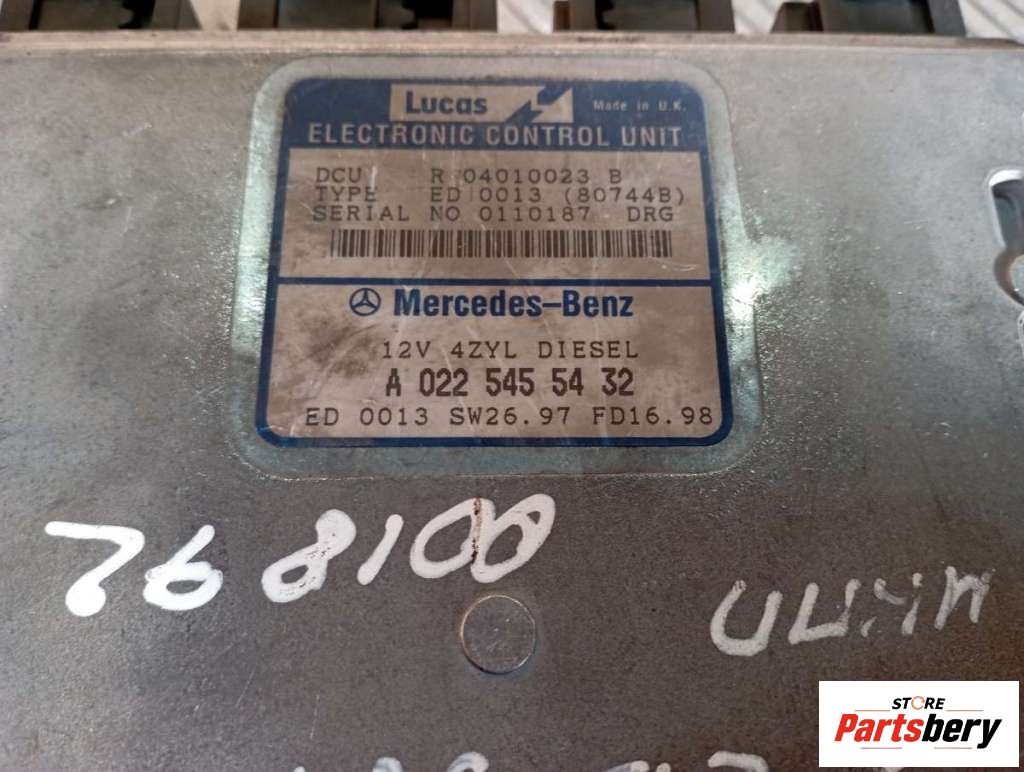 Lucas Made in U.K.
ELECTRONIC CONTROL UNIT
DCU R 04010023 B
TYPE ED 0013 (80744B)
SERIAL NO 0110187 DRG
Mercedes-Benz
12V 4ZYL DIESEL
A 022 545 54 32
ED 0013 SW26.97 FD16.98
STORE
Partsbery